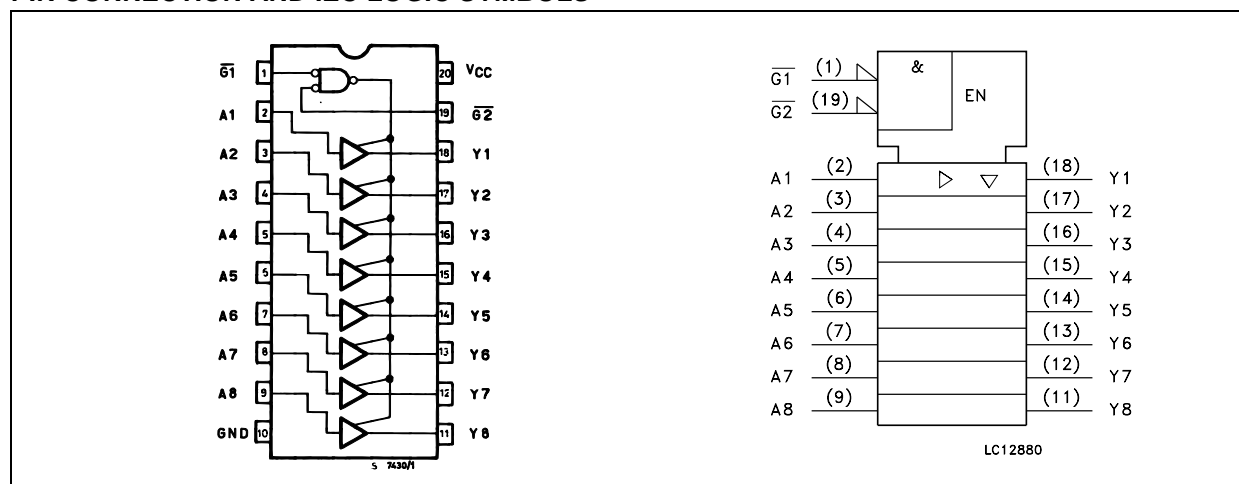 G1 1 20 VCC
A1 2 19 G2
A2 3 18 Y1
A3 4 17 Y2
A4 5 16 Y3
A5 6 15 Y4
A6 7 14 Y5
A7 8 13 Y6
A8 9 12 Y7
GND 10 11 Y8
S 7430/1
G1 (1) & EN
G2 (19)
A1 (2) (18) Y1
A2 (3) (17) Y2
A3 (4) (16) Y3
A4 (5) (15) Y4
A5 (6) (14) Y5
A6 (7) (13) Y6
A7 (8) (12) Y7
A8 (9) (11) Y8
LC12880